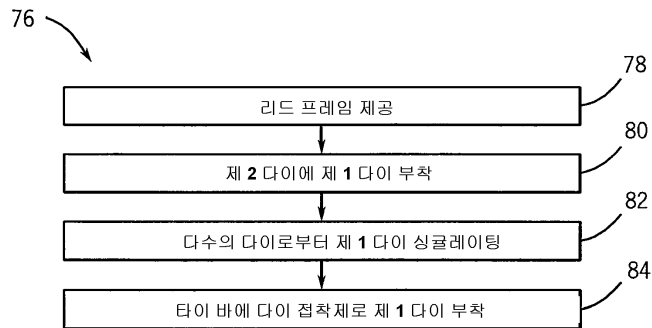 76
78
리드 프레임 제공
80
제 2 다이에 제 1 다이 부착
82
다수의 다이로부터 제 1 다이 싱귤레이팅
84
타이 바에 다이 접착제로 제 1 다이 부착